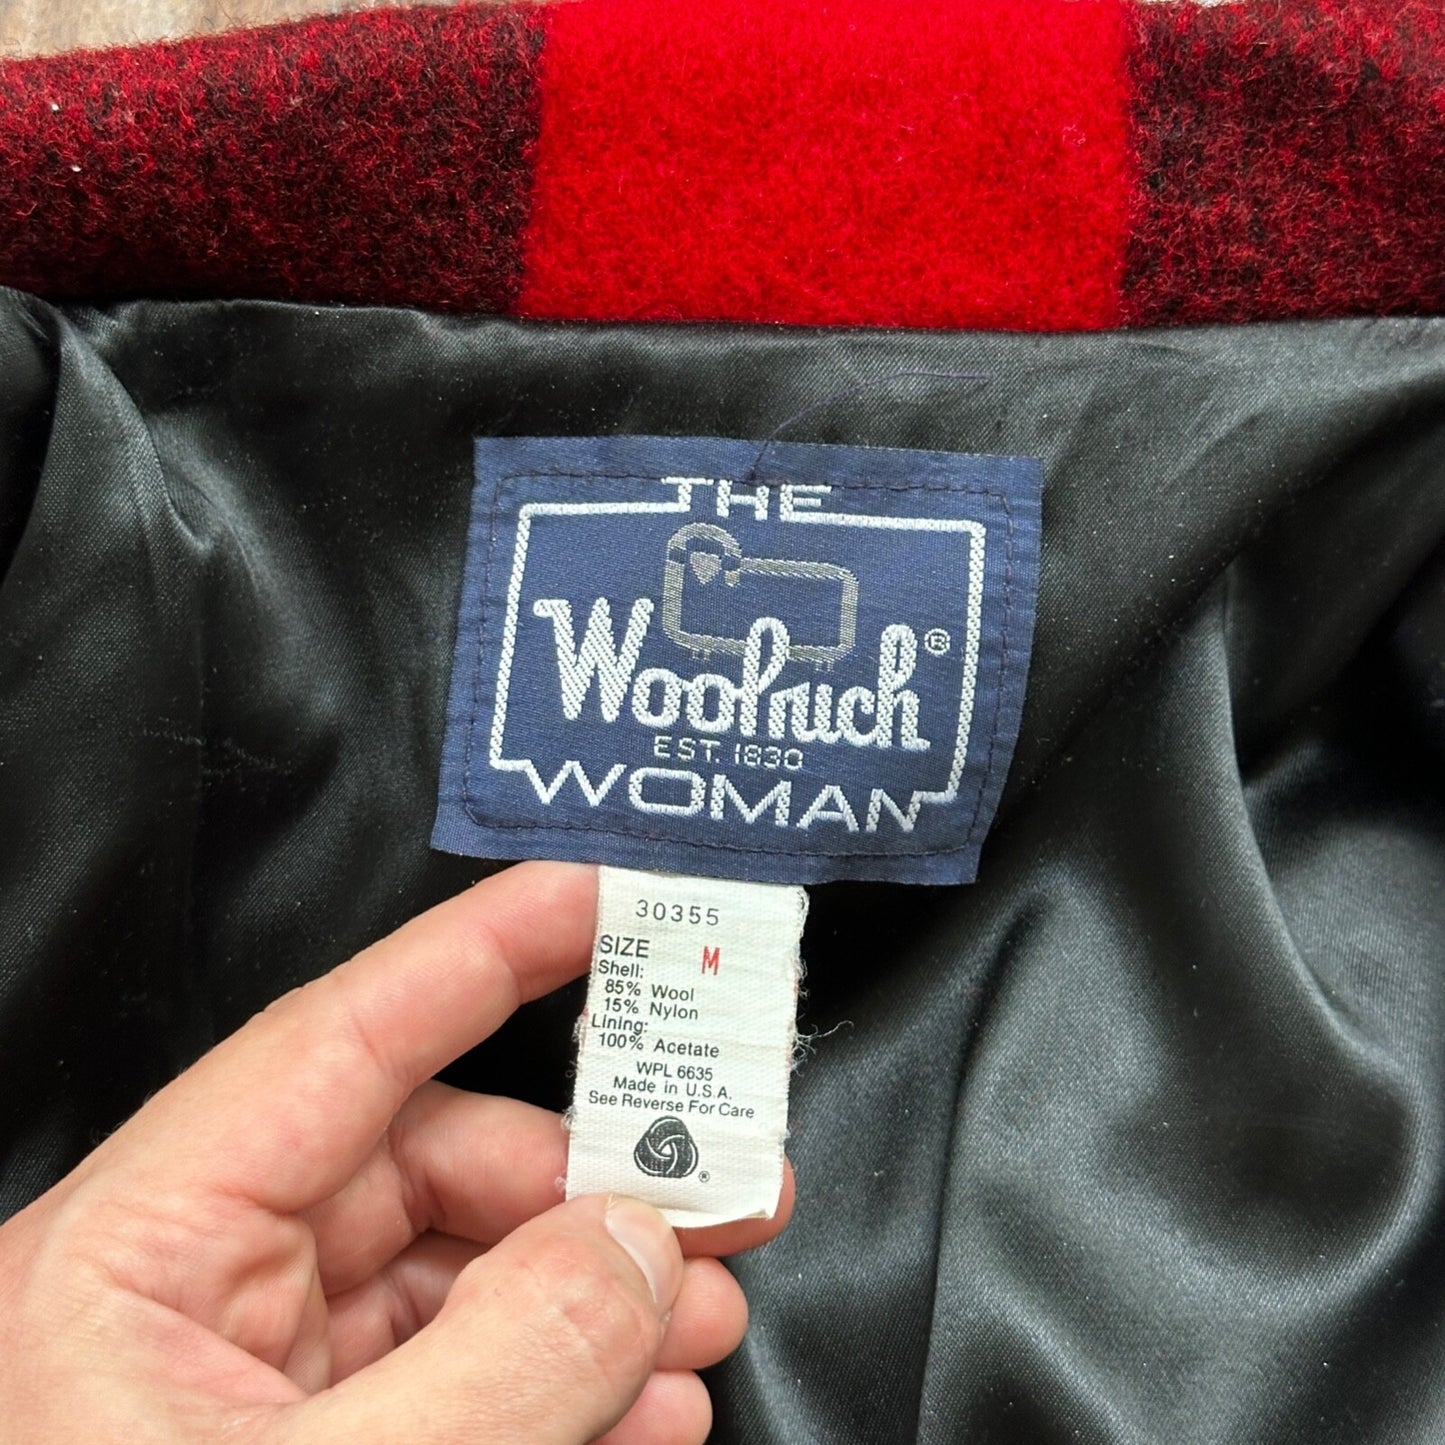 THE
Woolrich®
EST. 1830
WOMAN
30355
SIZE M
Shell:
85% Wool
15% Nylon
Lining:
100% Acetate
WPL 6635
Made in U.S.A.
See Reverse For Care
®